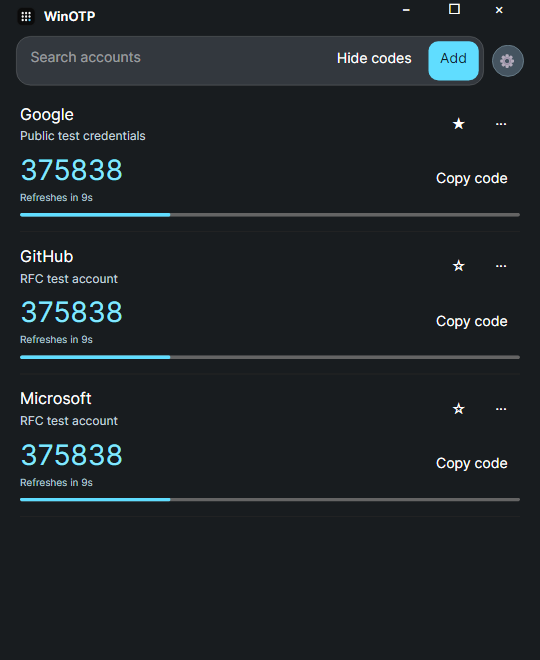 WinOTP
Search accounts
Hide codes
Add
Google
Public test credentials
375838
Copy code
Refreshes in 9s
GitHub
RFC test account
375838
Copy code
Refreshes in 9s
Microsoft
RFC test account
375838
Copy code
Refreshes in 9s